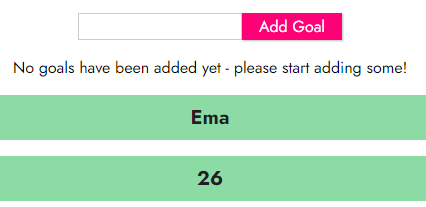 Add Goal
No goals have been added yet - please start adding some!
Ema
26